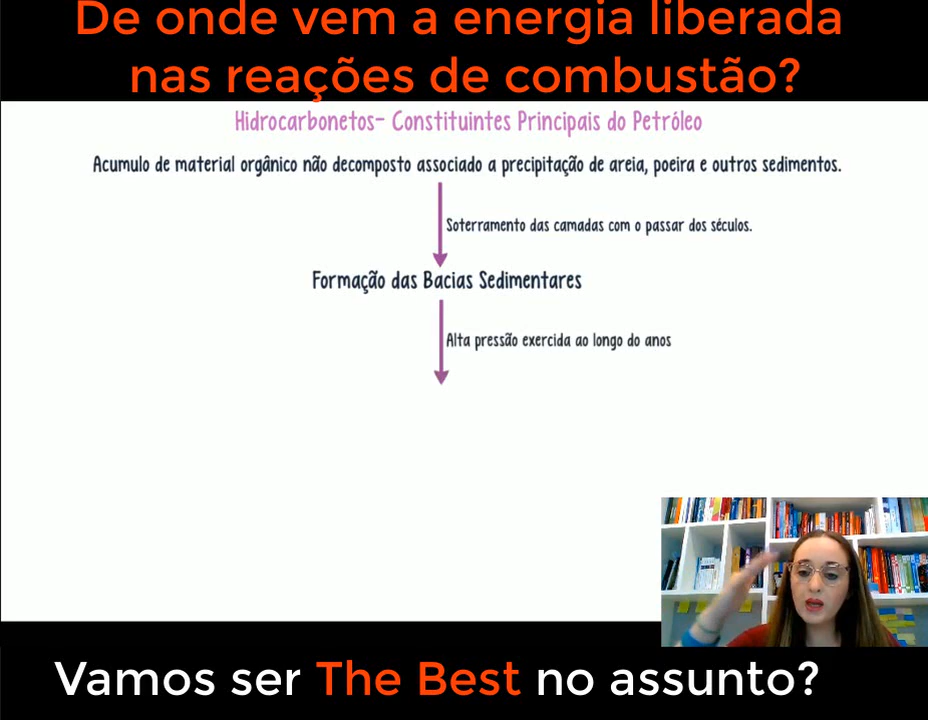 De onde vem a energia liberada
nas reações de combustão?
Hidrocarbonetos- Constituintes Principais do Petróleo
Acumulo de material orgânico não decomposto associado a precipitação de areia, poeira e outros sedimentos.
Soterramento das camadas com o passar dos séculos.
Formação das Bacias Sedimentares
Alta pressão exercida ao longo do anos
Vamos ser The Best no assunto?